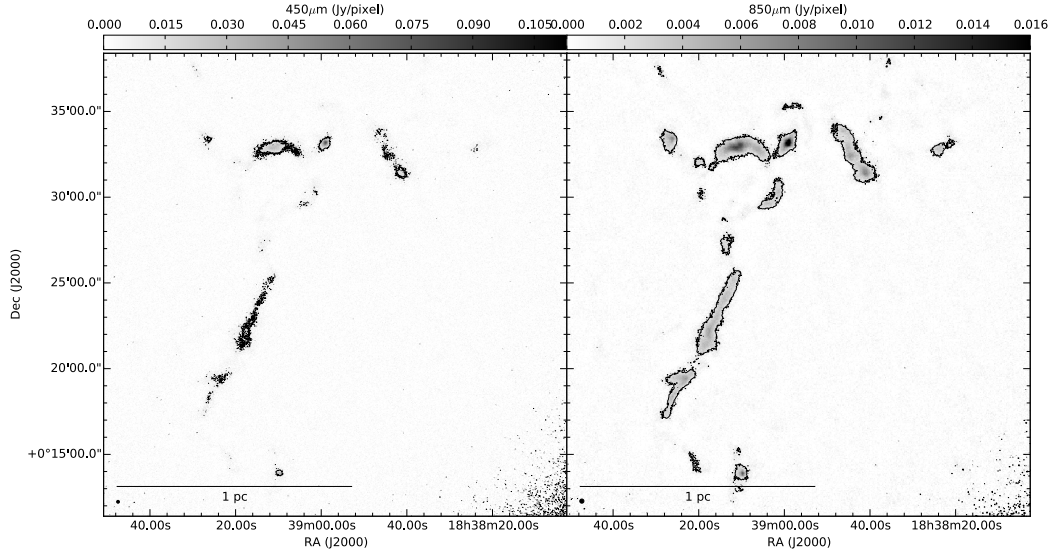 450μm (Jy/pixel) 850μm (Jy/pixel)
0.000 0.015 0.030 0.045 0.060 0.075 0.090 0.105 0.000 0.002 0.004 0.006 0.008 0.010 0.012 0.014 0.016
35'00.0"
30'00.0"
25'00.0"
20'00.0"
+0°15'00.0"
Dec (J2000)
1 pc 1 pc
40.00s 20.00s 39m00.00s 40.00s 18h38m20.00s 40.00s 20.00s 39m00.00s 40.00s 18h38m20.00s
RA (J2000) RA (J2000)